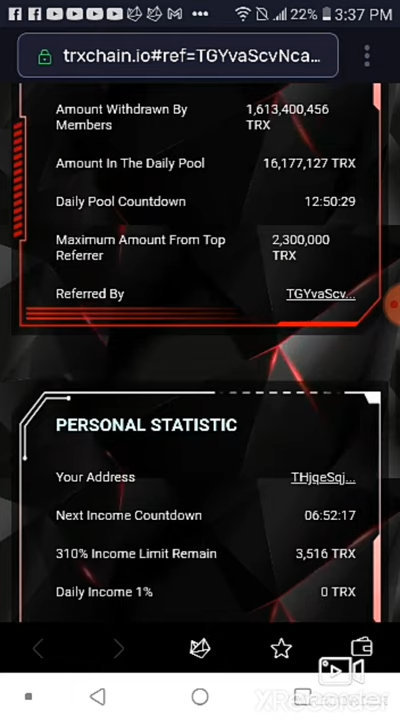 22% 3:37 PM
trxchain.io#ref=TGYvaScvNca...
Amount Withdrawn By Members 1,613,400,456 TRX
Amount In The Daily Pool 16,177,127 TRX
Daily Pool Countdown 12:50:29
Maximum Amount From Top Referrer 2,300,000 TRX
Referred By TGYvaScv...
PERSONAL STATISTIC
Your Address THjqeSqj...
Next Income Countdown 06:52:17
310% Income Limit Remain 3,516 TRX
Daily Income 1% 0 TRX
XRecorder